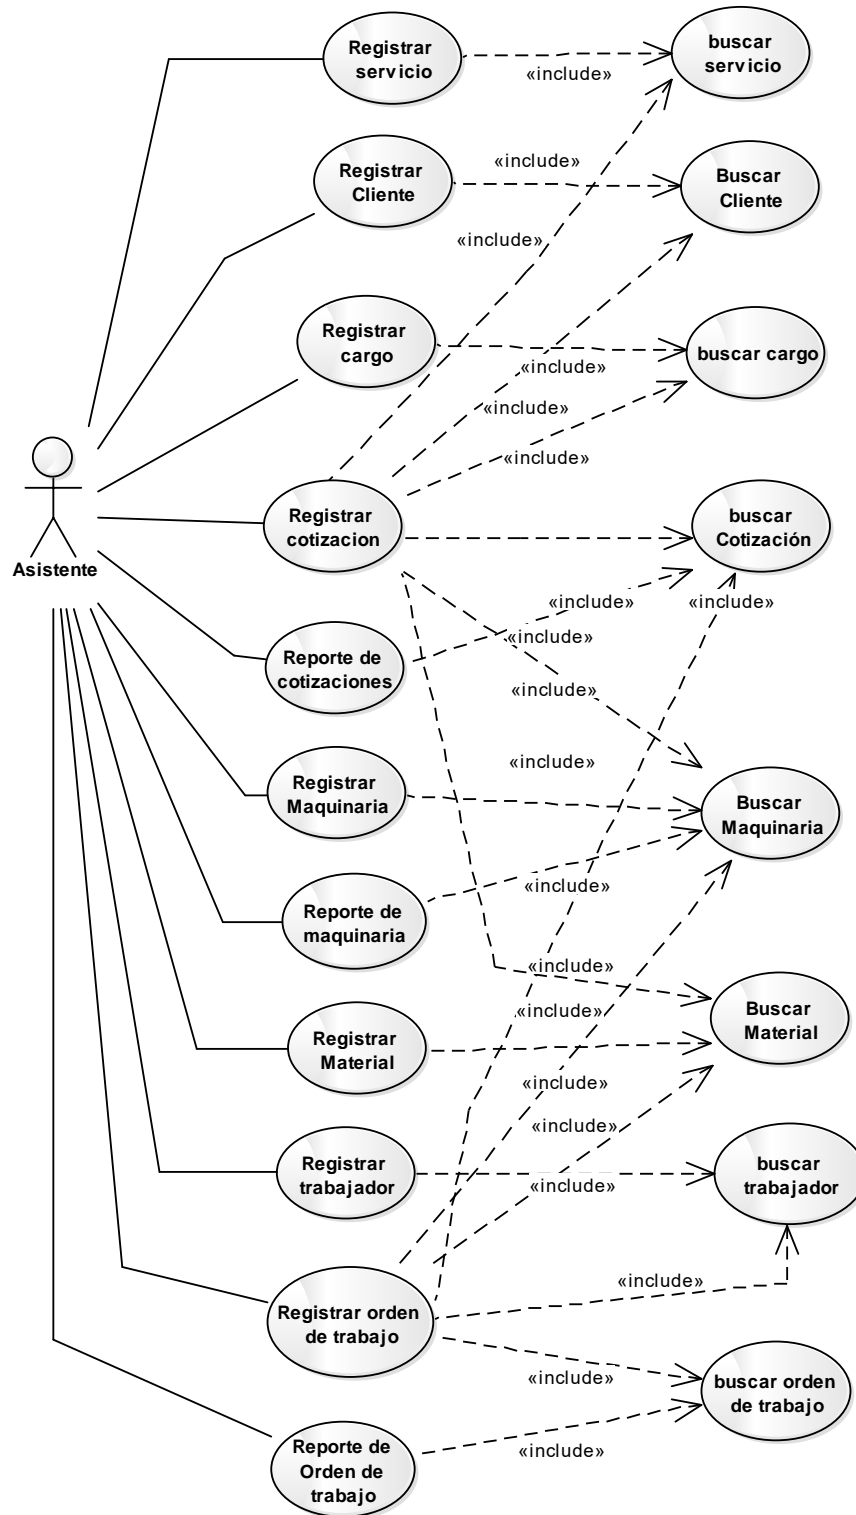 Registrar
servicio
buscar
servicio
«include»
Registrar
Cliente
«include»
Buscar
Cliente
«include»
Registrar
cargo
buscar cargo
«include»
«include»
Asistente
Registrar
cotizacion
buscar
Cotización
«include»
«include»
«include»
Reporte de
cotizaciones
«include»
«include»
Registrar
Maquinaria
Buscar
Maquinaria
«include»
Reporte de
maquinaria
«include»
«include»
Registrar
Material
Buscar
Material
«include»
«include»
Registrar
trabajador
buscar
trabajador
«include»
«include»
Registrar orden
de trabajo
«include»
buscar orden
de trabajo
«include»
Reporte de
Orden de
trabajo